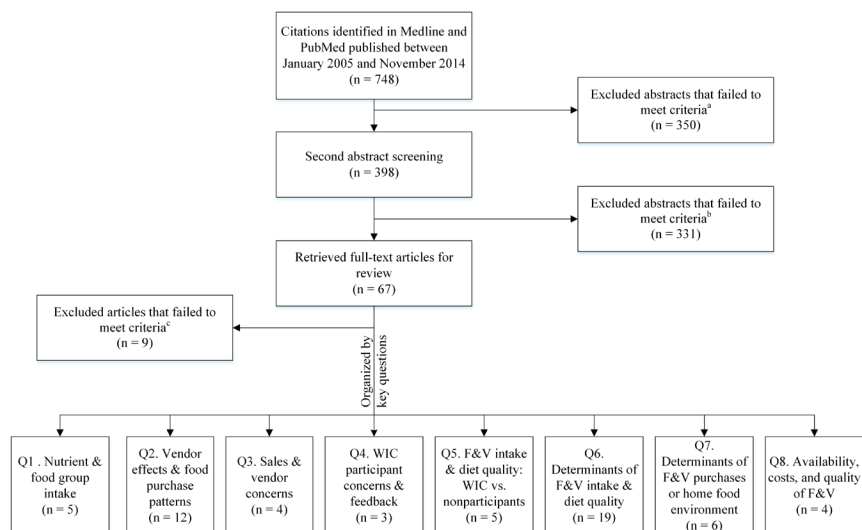 Citations identified in Medline and
PubMed published between
January 2005 and November 2014
(n = 748)
Excluded abstracts that failed to
meet criteriaª
(n = 350)
Second abstract screening
(n = 398)
Excluded abstracts that failed to
meet criteriaᵇ
(n = 331)
Retrieved full-text articles for
review
(n = 67)
Excluded articles that failed to
meet criteriaᶜ
(n = 9)
Organized by
key questions
Q1 . Nutrient &
food group
intake
(n = 5)
Q2. Vendor
effects & food
purchase
patterns
(n = 12)
Q3. Sales &
vendor
concerns
(n = 4)
Q4. WIC
participant
concerns &
feedback
(n = 3)
Q5. F&V intake
& diet quality:
WIC vs.
nonparticipants
(n = 5)
Q6.
Determinants
of F&V intake &
diet quality
(n = 19)
Q7.
Determinants of
F&V purchases
or home food
environment
(n = 6)
Q8. Availability,
costs, and quality
of F&V
(n = 4)